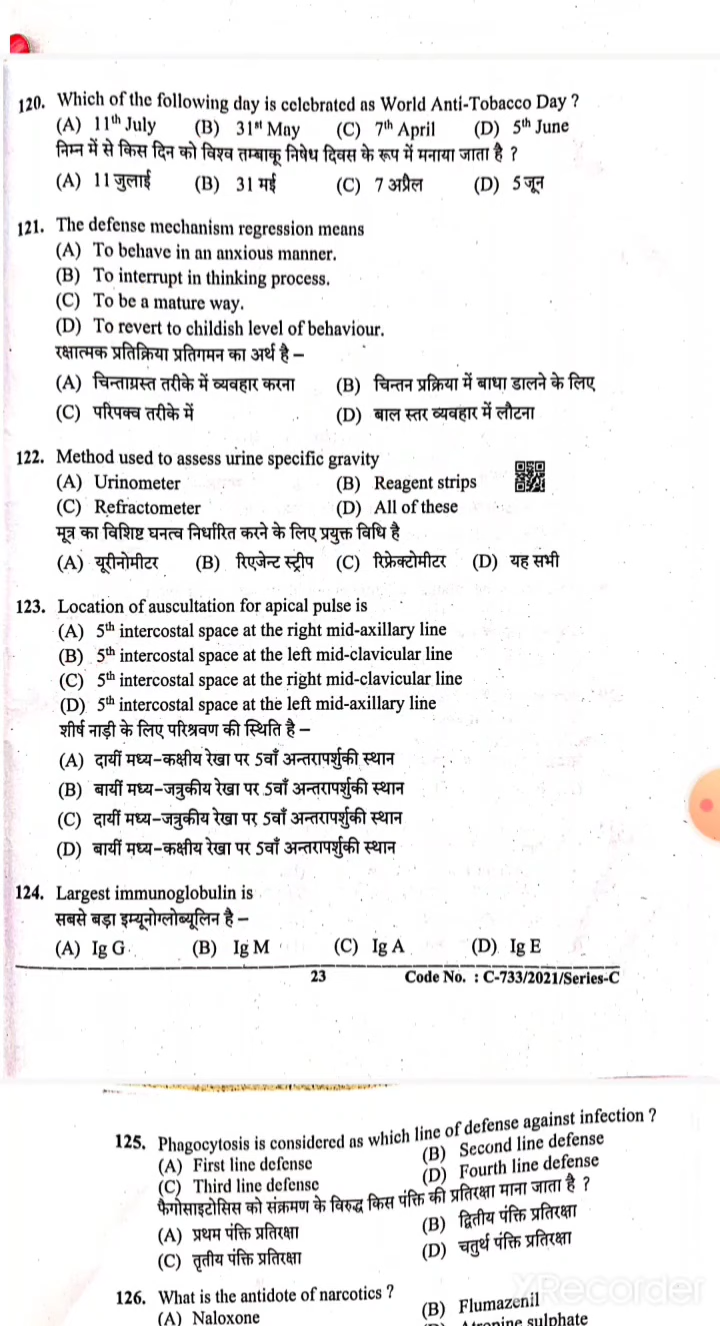 120. Which of the following day is celebrated as World Anti-Tobacco Day ?
(A) 11th July (B) 31st May (C) 7th April (D) 5th June
निम्न में से किस दिन को विश्व तम्बाकू निषेध दिवस के रूप में मनाया जाता है ?
(A) 11 जुलाई (B) 31 मई (C) 7 अप्रैल (D) 5 जून
121. The defense mechanism regression means
(A) To behave in an anxious manner.
(B) To interrupt in thinking process.
(C) To be a mature way.
(D) To revert to childish level of behaviour.
रक्षात्मक प्रतिक्रिया प्रतिगमन का अर्थ है –
(A) चिन्ताग्रस्त तरीके में व्यवहार करना (B) चिन्तन प्रक्रिया में बाधा डालने के लिए
(C) परिपक्व तरीके में (D) बाल स्तर व्यवहार में लौटना
122. Method used to assess urine specific gravity
(A) Urinometer (B) Reagent strips
(C) Refractometer (D) All of these
मूत्र का विशिष्ट घनत्व निर्धारित करने के लिए प्रयुक्त विधि है
(A) यूरीनोमीटर (B) रिएजेन्ट स्ट्रीप (C) रिफ्रेक्टोमीटर (D) यह सभी
123. Location of auscultation for apical pulse is
(A) 5th intercostal space at the right mid-axillary line
(B) 5th intercostal space at the left mid-clavicular line
(C) 5th intercostal space at the right mid-clavicular line
(D) 5th intercostal space at the left mid-axillary line
शीर्ष नाड़ी के लिए परिश्रवण की स्थिति है –
(A) दायीं मध्य-कक्षीय रेखा पर 5वाँ अन्तरापर्शुकी स्थान
(B) बायीं मध्य-जत्रुकीय रेखा पर 5वाँ अन्तरापर्शुकी स्थान
(C) दायीं मध्य-जत्रुकीय रेखा पर 5वाँ अन्तरापर्शुकी स्थान
(D) बायीं मध्य-कक्षीय रेखा पर 5वाँ अन्तरापर्शुकी स्थान
124. Largest immunoglobulin is
सबसे बड़ा इम्यूनोग्लोब्यूलिन है –
(A) Ig G (B) Ig M (C) Ig A (D) Ig E
23 Code No. : C-733/2021/Series-C
125. Phagocytosis is considered as which line of defense against infection ?
(A) First line defense (B) Second line defense
(C) Third line defense (D) Fourth line defense
फैगोसाइटोसिस को संक्रमण के विरुद्ध किस पंक्ति की प्रतिरक्षा माना जाता है ?
(A) प्रथम पंक्ति प्रतिरक्षा (B) द्वितीय पंक्ति प्रतिरक्षा
(C) तृतीय पंक्ति प्रतिरक्षा (D) चतुर्थ पंक्ति प्रतिरक्षा
126. What is the antidote of narcotics ?
(A) Naloxone (B) Flumazenil
sulphate
XRecorder